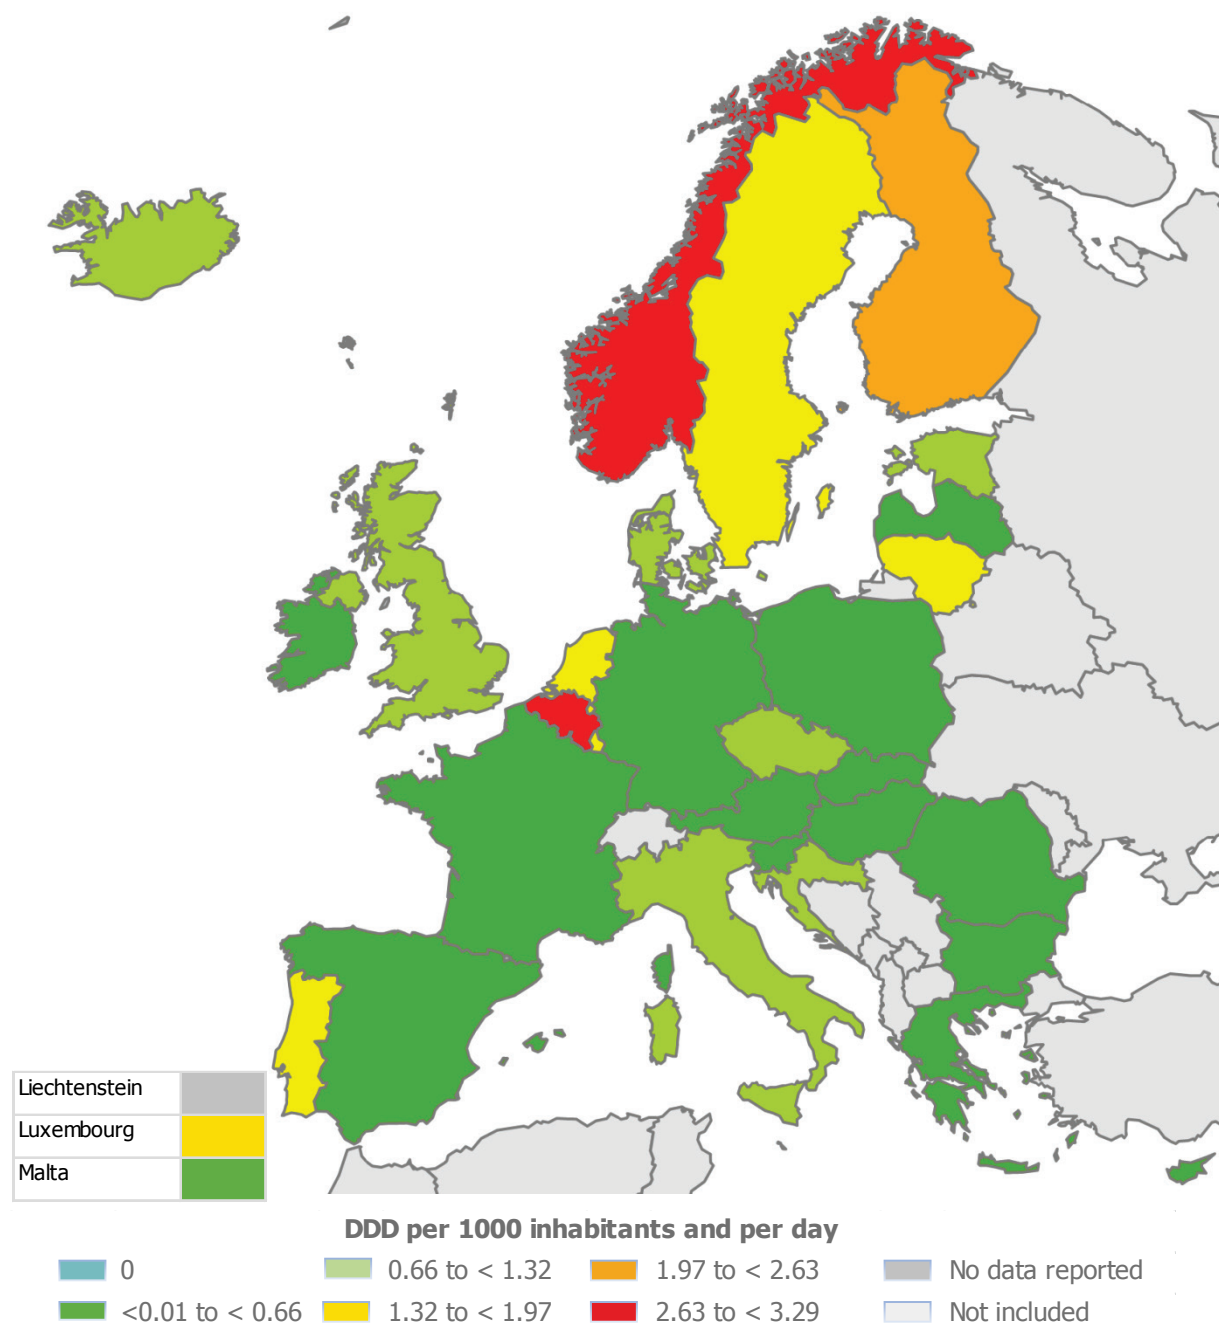 Liechtenstein
Luxembourg
Malta
DDD per 1000 inhabitants and per day
0
0.66 to < 1.32
1.97 to < 2.63
No data reported
<0.01 to < 0.66
1.32 to < 1.97
2.63 to < 3.29
Not included